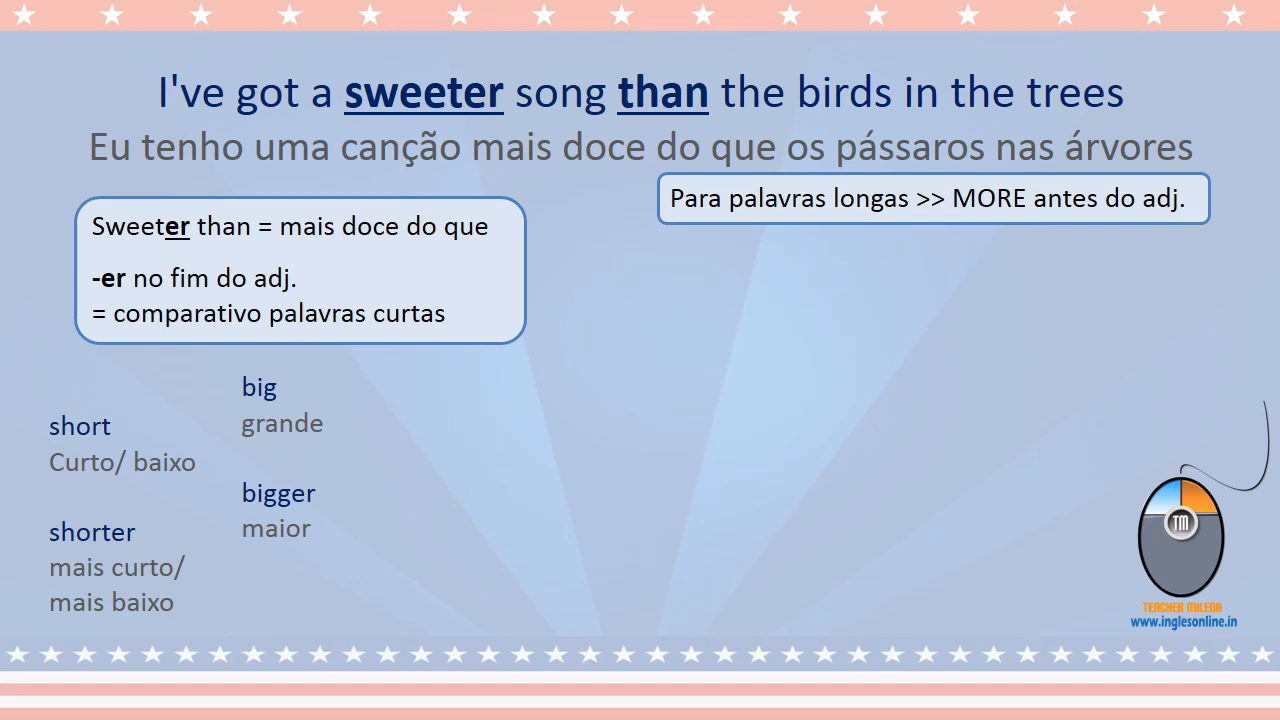 I've got a sweeter song than the birds in the trees
Eu tenho uma canção mais doce do que os pássaros nas árvores
Sweeter than = mais doce do que
-er no fim do adj.
= comparativo palavras curtas
Para palavras longas >> MORE antes do adj.
short
Curto/ baixo
shorter
mais curto/
mais baixo
big
grande
bigger
maior
TM
TEACHER MILENA
www.inglesonline.in